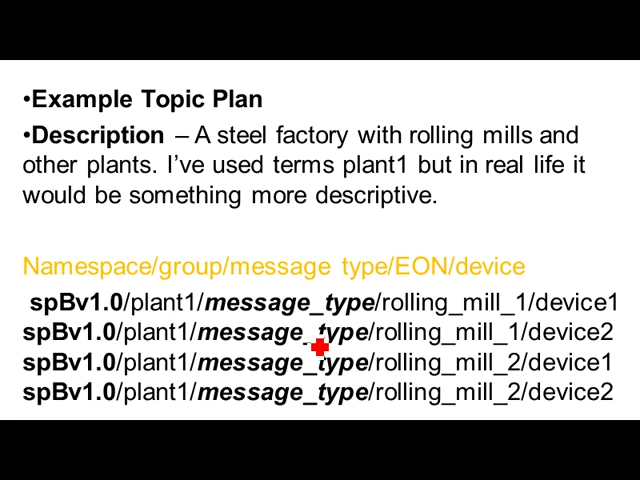 •Example Topic Plan
•Description – A steel factory with rolling mills and
other plants. I’ve used terms plant1 but in real life it
would be something more descriptive.
Namespace/group/message type/EON/device
spBv1.0/plant1/message_type/rolling_mill_1/device1
spBv1.0/plant1/message_type/rolling_mill_1/device2
spBv1.0/plant1/message_type/rolling_mill_2/device1
spBv1.0/plant1/message_type/rolling_mill_2/device2